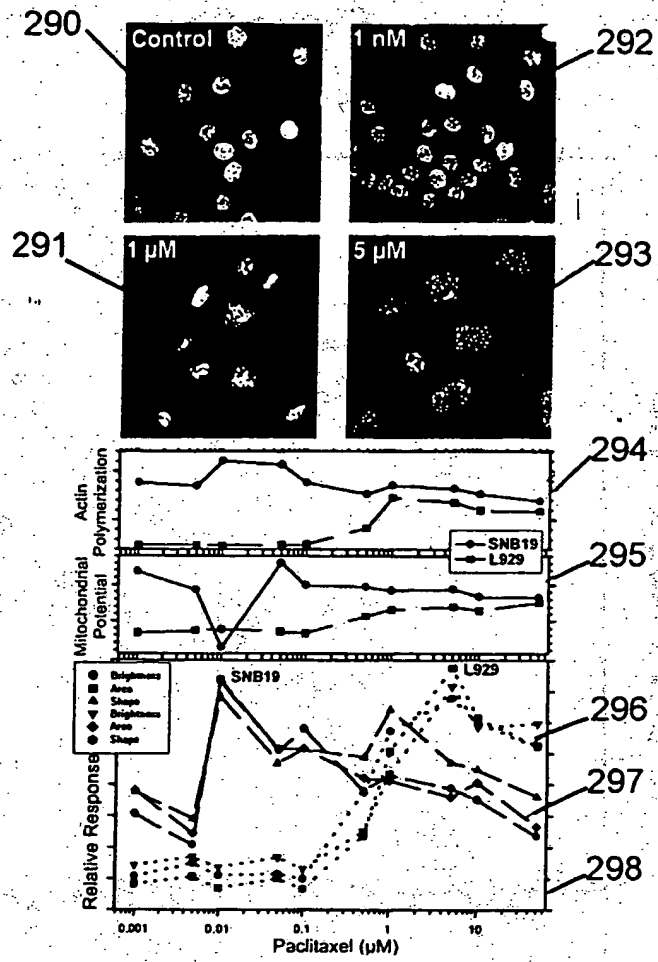 290
Control
1 nM
292
291
1 µM
5 µM
293
Actin
Polymerization
294
SNB19
L929
Mitochondrial
Potential
295
Brightness
Area
Shape
Brightness
Area
Shape
SNB19
L929
Relative Response
296
297
298
0.001
0.01
0.1
1
10
Paclitaxel (µM)